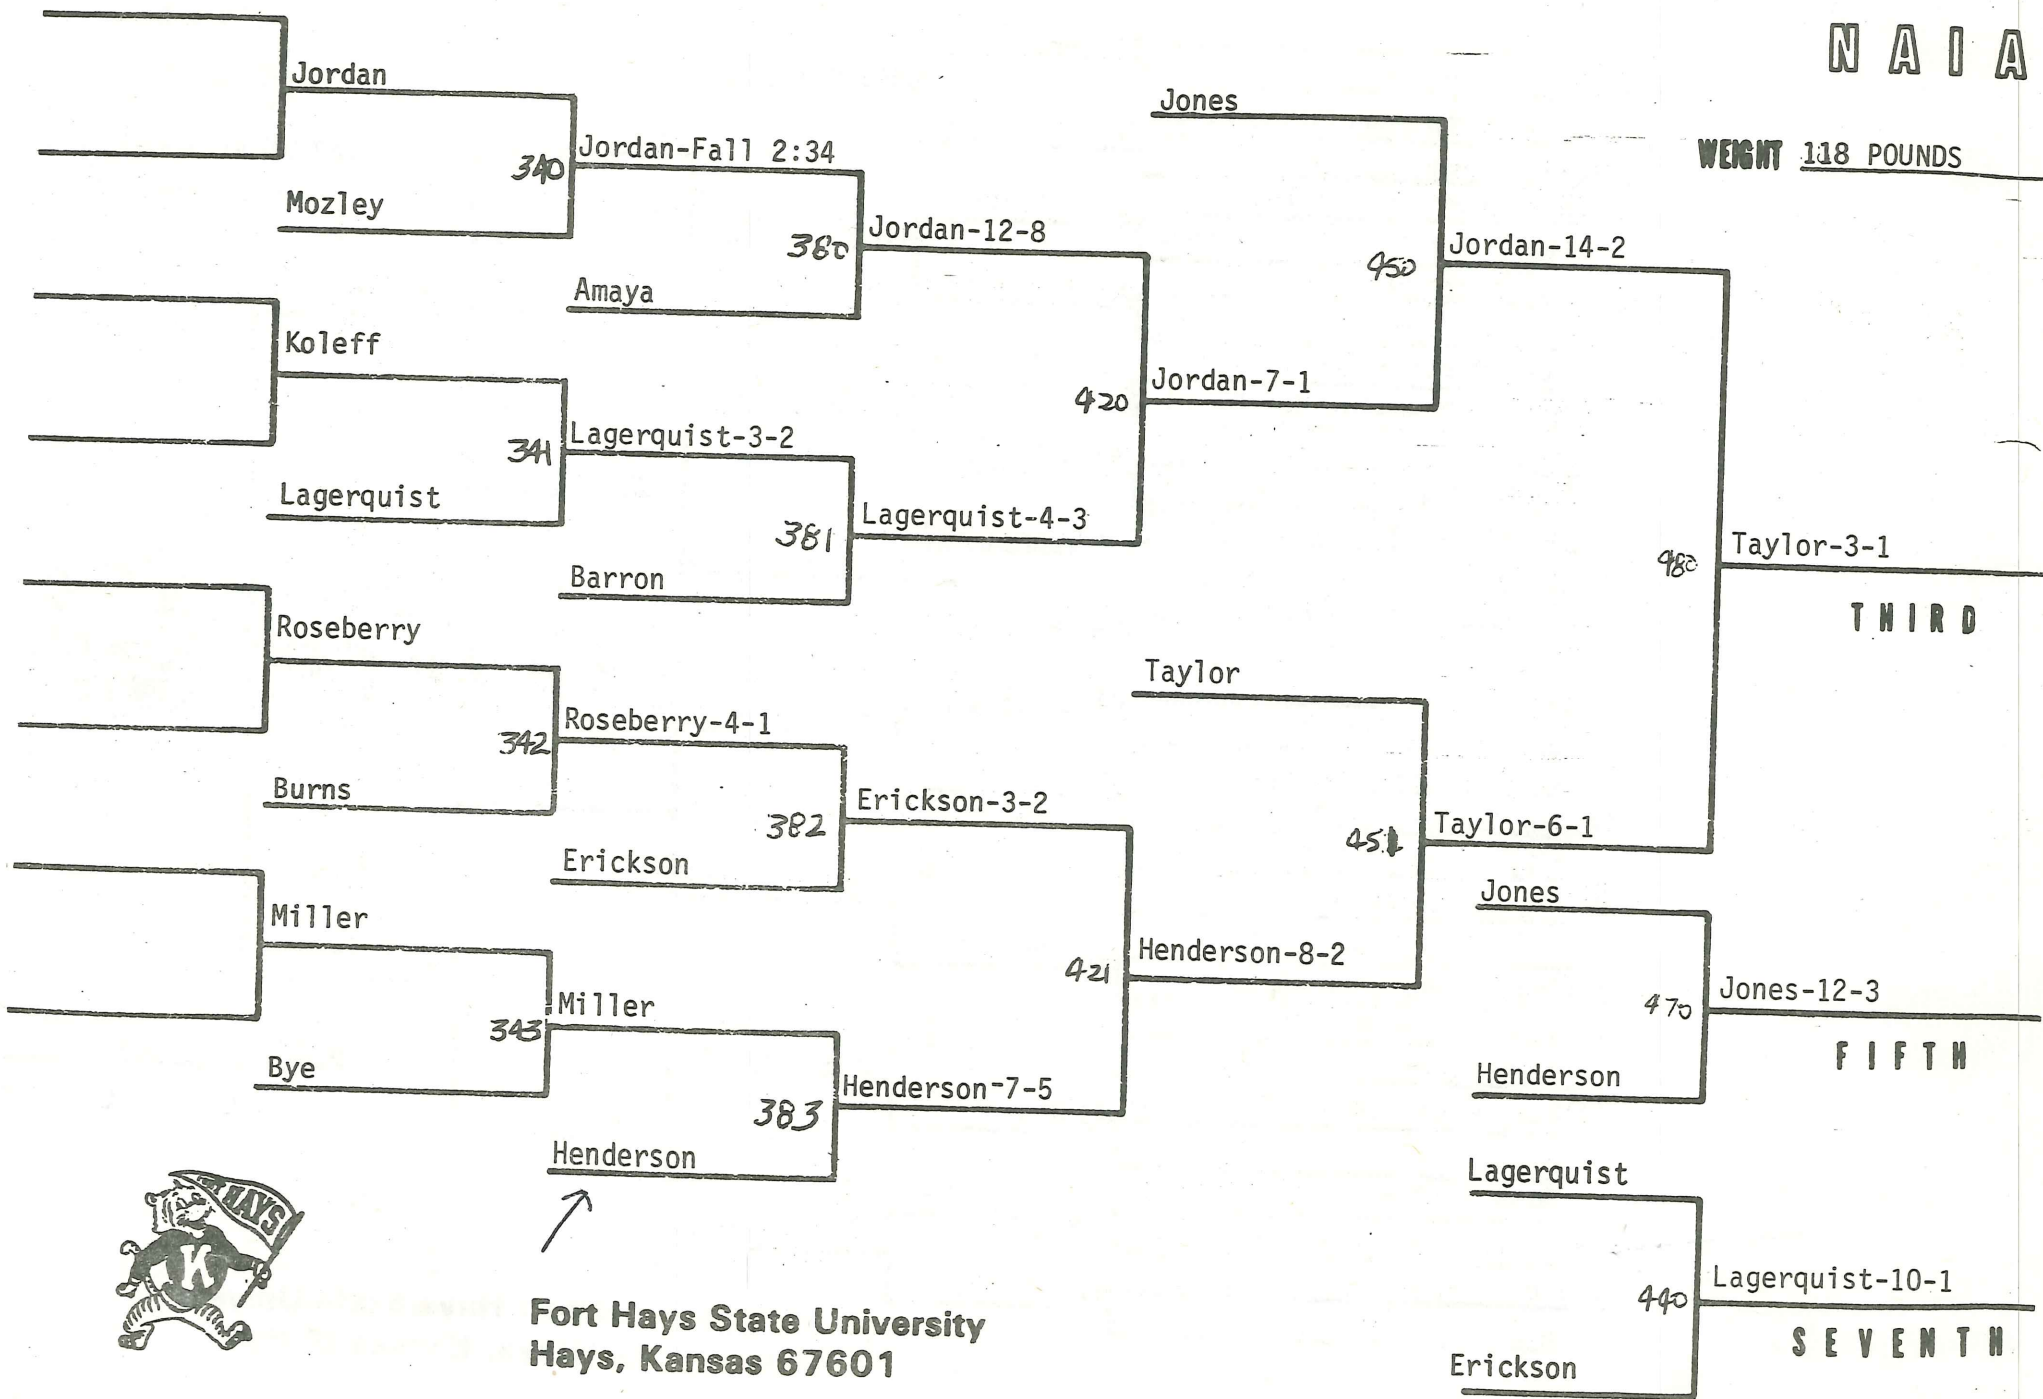 N A I A
WEIGHT 118 POUNDS
Jordan
340
Mozley
Jordan-Fall 2:34
380
Amaya
Jordan-12-8
Koleff
341
Lagerquist
Lagerquist-3-2
381
Barron
Lagerquist-4-3
420
Jordan-7-1
Jones
450
Jordan-14-2
Roseberry
342
Burns
Roseberry-4-1
382
Erickson
Erickson-3-2
Miller
343
Bye
Miller
383
Henderson
Henderson-7-5
421
Henderson-8-2
Taylor
451
Taylor-6-1
480
Taylor-3-1
THIRD
Jones
470
Henderson
Jones-12-3
FIFTH
Lagerquist
440
Erickson
Lagerquist-10-1
SEVENTH
HAYS
K
Fort Hays State University
Hays, Kansas 67601